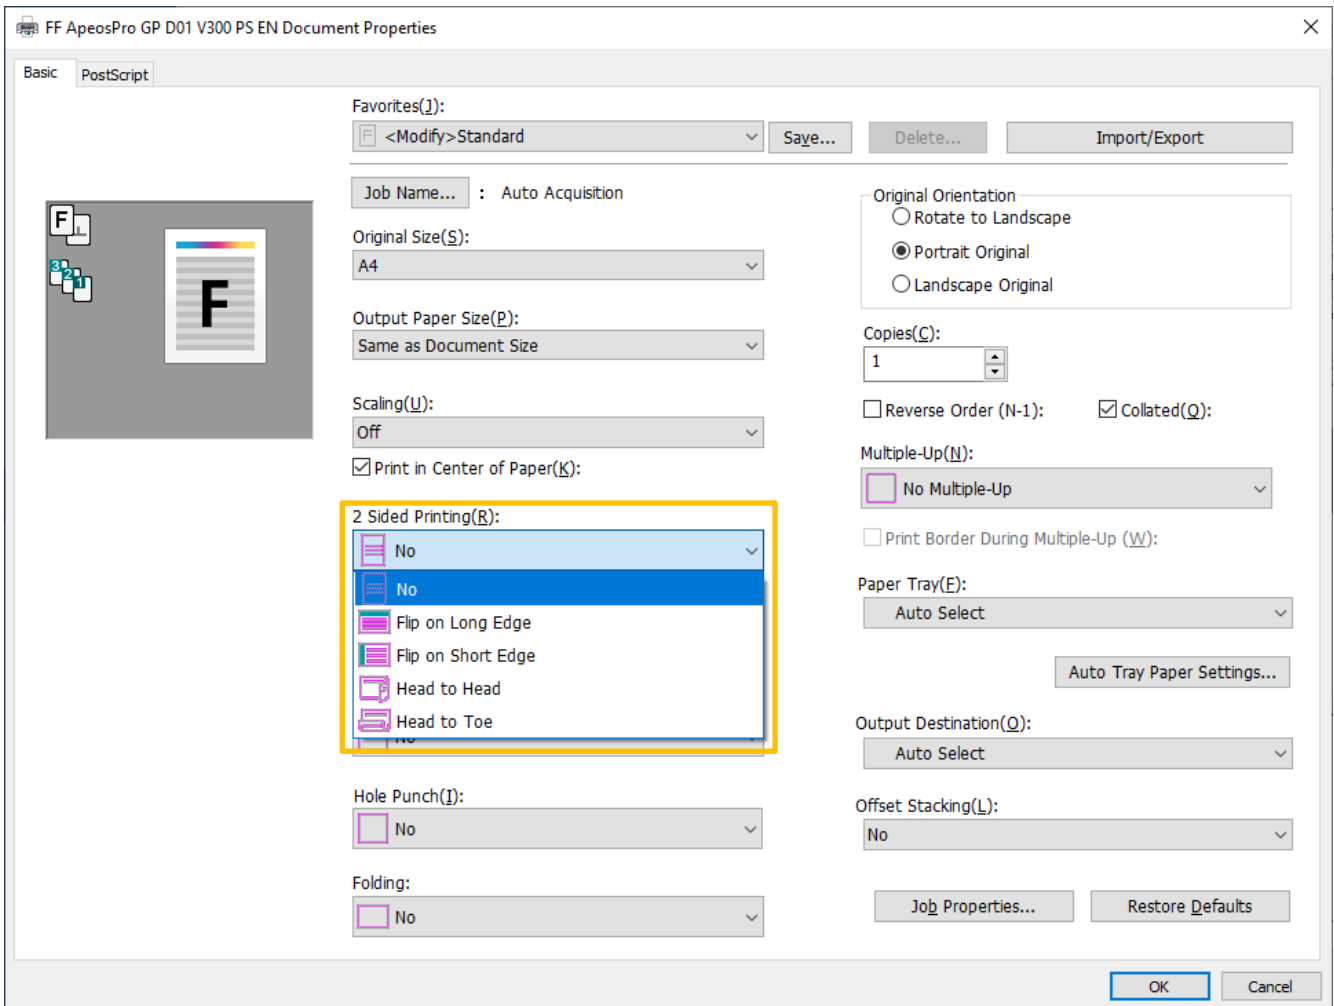 FF ApeosPro GP D01 V300 PS EN Document Properties
Basic
PostScript
Favorites(J):
F <Modify>Standard
Save...
Delete...
Import/Export
Job Name...
: Auto Acquisition
Original Size(S):
A4
Output Paper Size(P):
Same as Document Size
Scaling(U):
Off
Print in Center of Paper(K):
2 Sided Printing(R):
No
No
Flip on Long Edge
Flip on Short Edge
Head to Head
Head to Toe
No
Hole Punch(I):
No
Folding:
No
F
3
2
1
F
Original Orientation
Rotate to Landscape
Portrait Original
Landscape Original
Copies(C):
1
Reverse Order (N-1):
Collated(Q):
Multiple-Up(N):
No Multiple-Up
Print Border During Multiple-Up (W):
Paper Tray(F):
Auto Select
Auto Tray Paper Settings...
Output Destination(O):
Auto Select
Offset Stacking(L):
No
Job Properties...
Restore Defaults
OK
Cancel